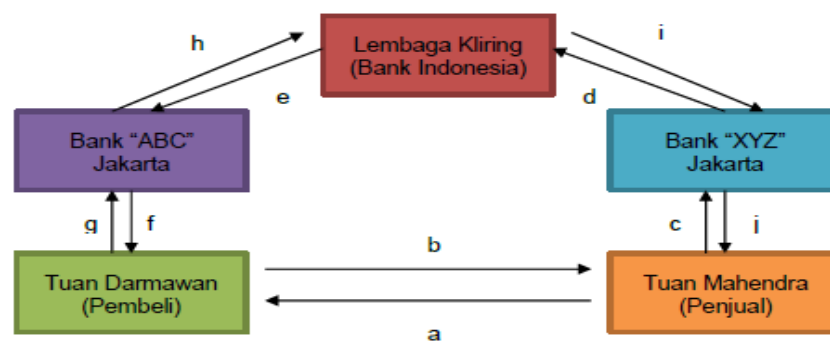 h
Lembaga Kliring
(Bank Indonesia)
i
e
d
Bank “ABC”
Jakarta
Bank “XYZ”
Jakarta
g
f
b
c
j
Tuan Darmawan
(Pembeli)
Tuan Mahendra
(Penjual)
a